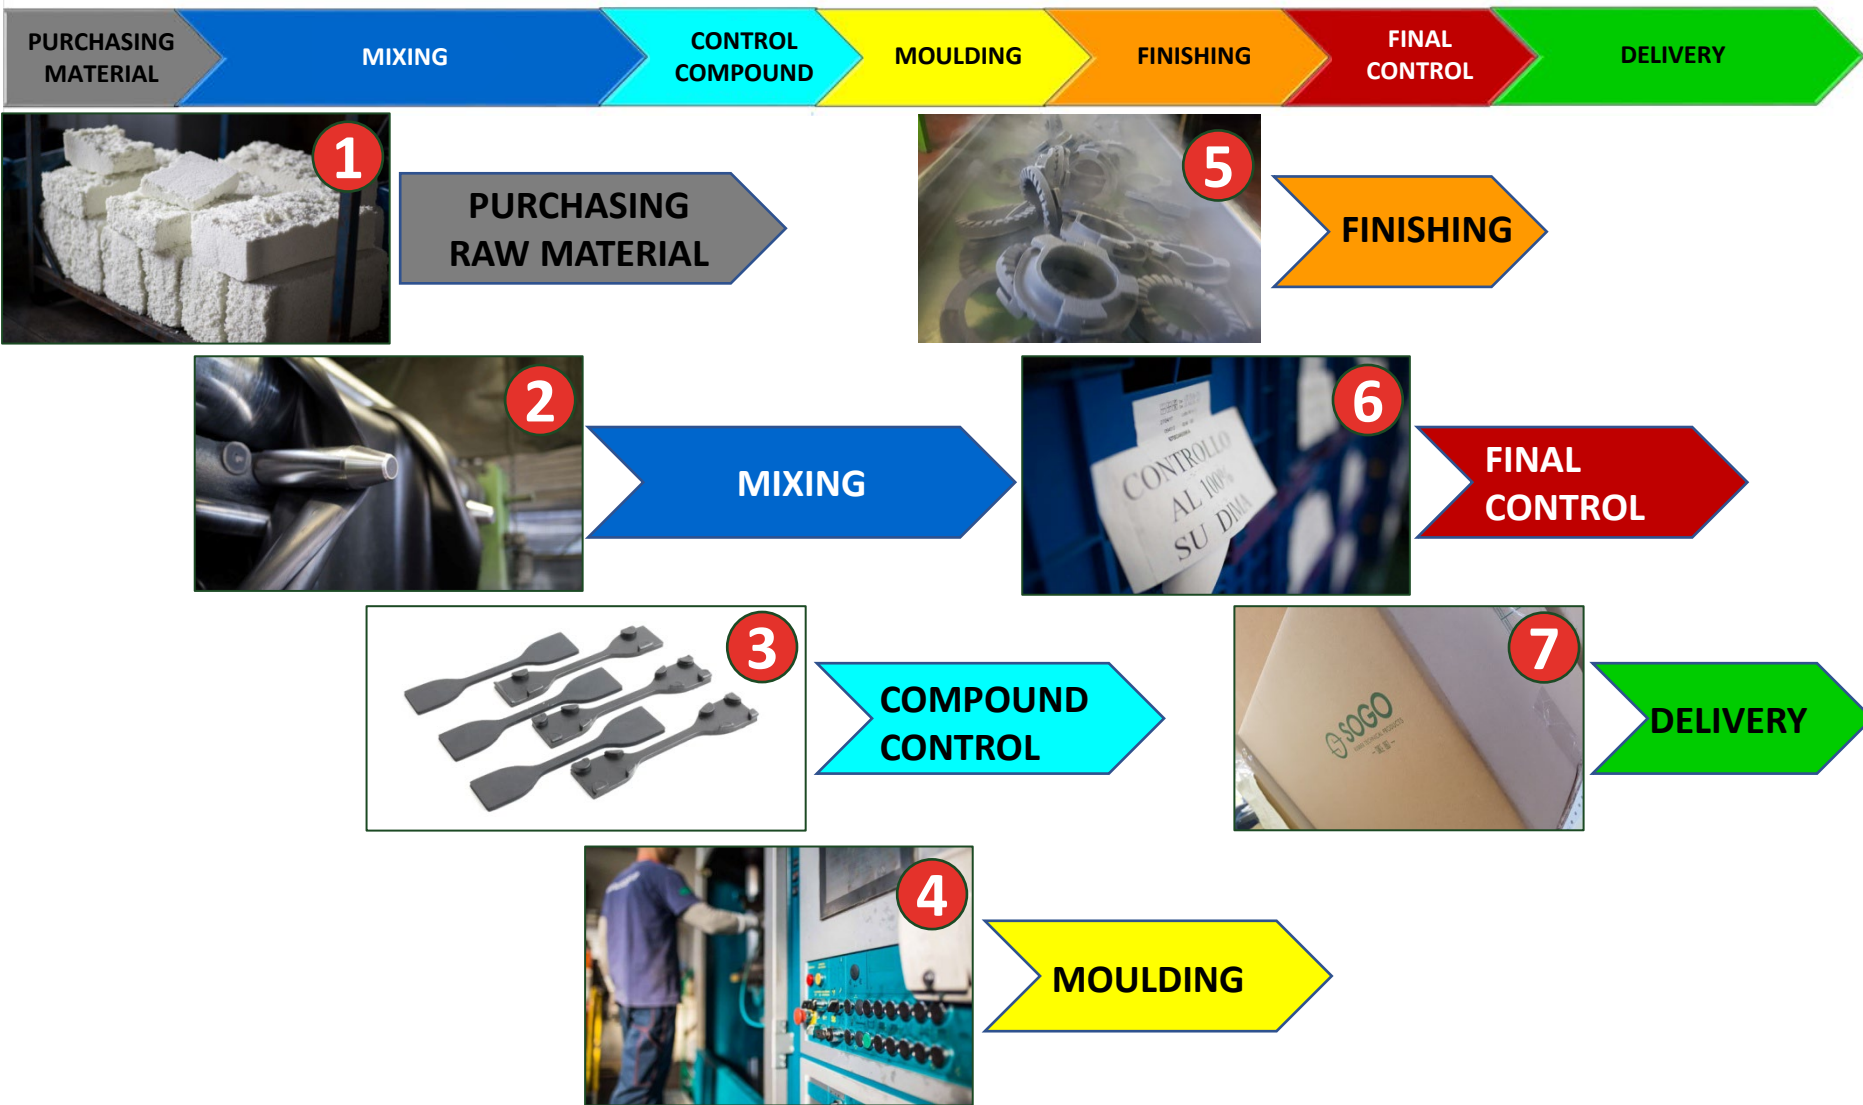 PURCHASING
MATERIAL
MIXING
CONTROL
COMPOUND
MOULDING
FINISHING
FINAL
CONTROL
DELIVERY
1
PURCHASING
RAW MATERIAL
5
FINISHING
2
MIXING
6
CONTROLLO
AL 100%
SU DIMA
FINAL
CONTROL
3
COMPOUND
CONTROL
7
SOGO
DELIVERY
4
MOULDING